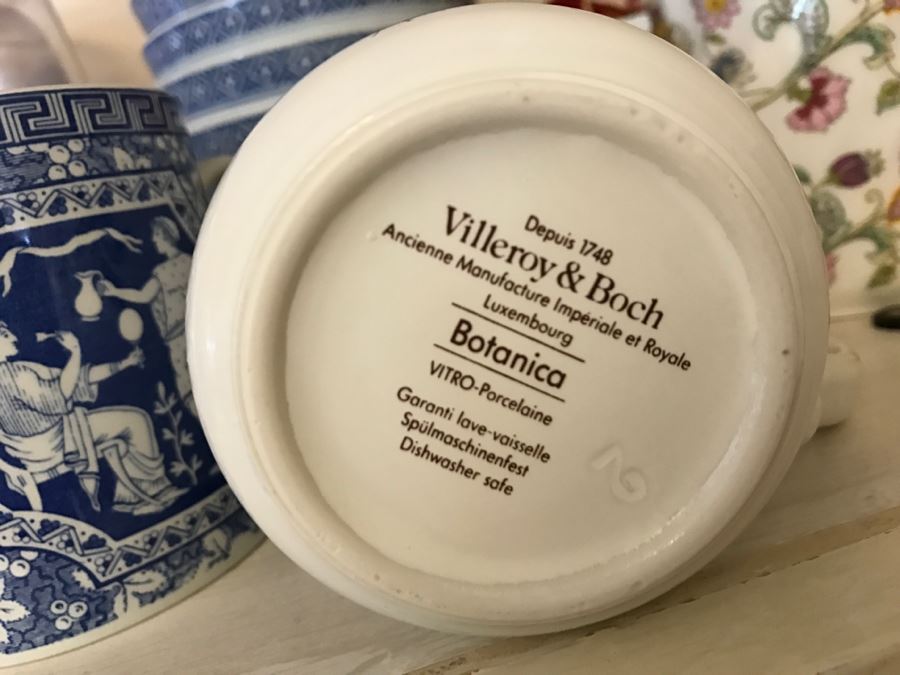 Depuis 1748
Villeroy & Boch
Ancienne Manufacture Impériale et Royale
Luxembourg
Botanica
VITRO-Porcelaine
Garanti lave-vaisselle
Spülmaschinenfest
Dishwasher safe